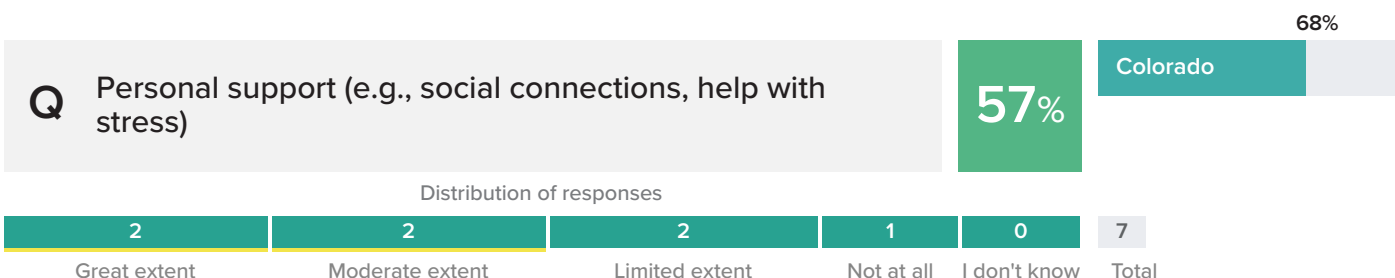 68%
Q Personal support (e.g., social connections, help with
stress)
57%
Colorado
Distribution of responses
2 2 2 1 0 7
Great extent Moderate extent Limited extent Not at all I don't know Total